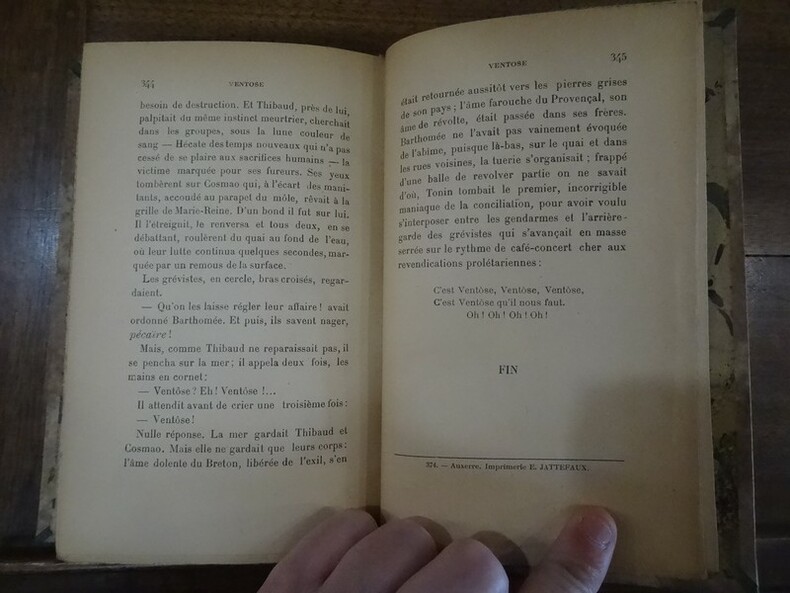 344
VENTOSE
besoin de destruction. Et Thibaud, près de lui,
palpitait du même instinct meurtrier, cherchait
dans les groupes, sous la lune couleur de
sang — Hécate des temps nouveaux qui n'a pas
cessé de se plaire aux sacrifices humains — la
victime marquée pour ses fureurs. Ses yeux
tombèrent sur Cosmao qui, à l'écart des mani-
lants, accoudé au parapet du môle, rêvait à la
grille de Marie-Reine. D'un bond il fut sur lui.
Il l'étreignit, le renversa et tous deux, en se
débattant, roulèrent du quai au fond de l'eau,
où leur lutte continua quelques secondes, mar-
quée par un remous de la surface.
Les grévistes, en cercle, bras croisés, regar-
daient.
— Qu'on les laisse régler leur affaire ! avait
ordonné Barthomée. Et puis, ils savent nager,
pécaïre !
Mais, comme Thibaud ne reparaissait pas, il
se pencha sur la mer ; il appela deux fois, les
mains en cornet :
— Ventôse ? Eh ! Ventôse !...
Il attendit avant de crier une troisième fois :
— Ventôse !
Nulle réponse. La mer gardait Thibaud et
Cosmao. Mais elle ne gardait que leurs corps :
l'âme dolente du Breton, libérée de l'exil, s'en
VENTOSE
345
était retournée aussitôt vers les pierres grises
de son pays ; l'âme farouche du Provençal, son
âme de révolte, était passée dans ses frères.
Barthomée ne l'avait pas vainement évoquée
de l'abîme, puisque là-bas, sur le quai et dans
les rues voisines, la tuerie s'organisait ; frappé
d'une balle de revolver partie on ne savait
d'où, Tonin tombait le premier, incorrigible
maniaque de la conciliation, pour avoir voulu
s'interposer entre les gendarmes et l'arrière-
garde des grévistes qui s'avançait en masse
serrée sur le rythme de café-concert cher aux
revendications prolétariennes :
C'est Ventôse, Ventôse, Ventôse,
C'est Ventôse qu'il nous faut.
Oh ! Oh ! Oh ! Oh !
FIN
374. — Auxerre. Imprimerie E. JATTEFAUX.